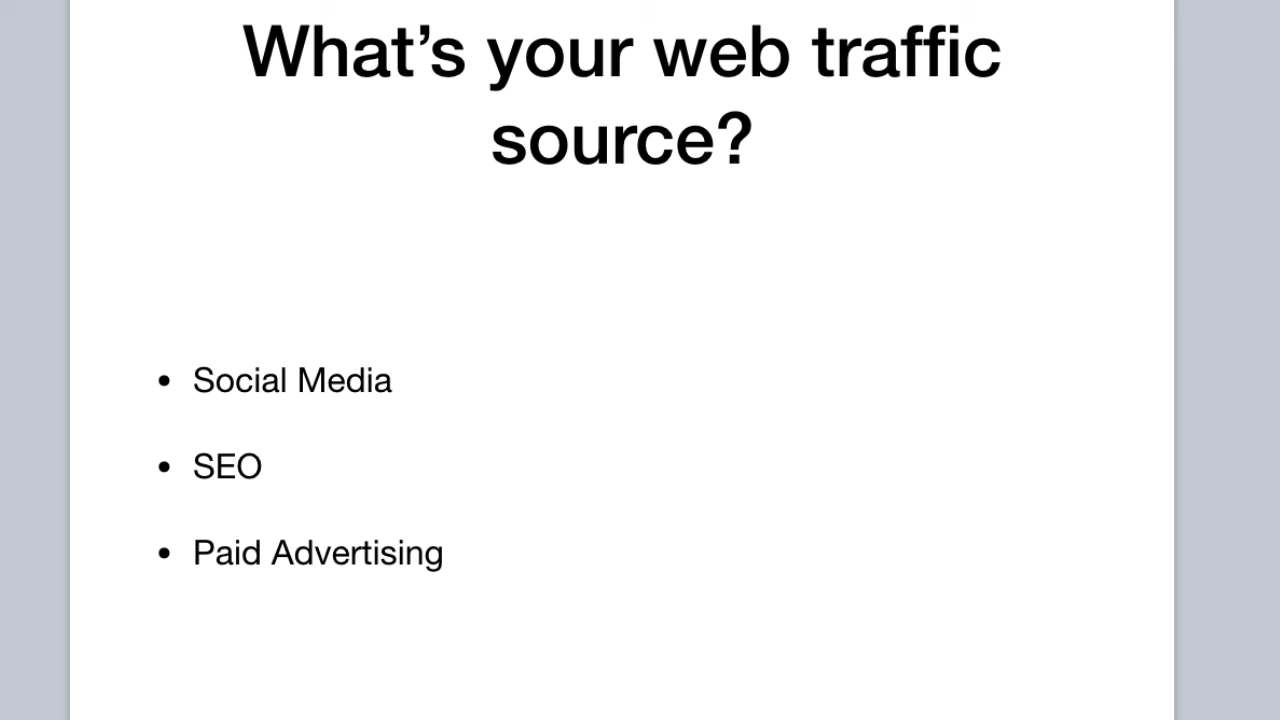 What’s your web traffic
source?
• Social Media
• SEO
• Paid Advertising